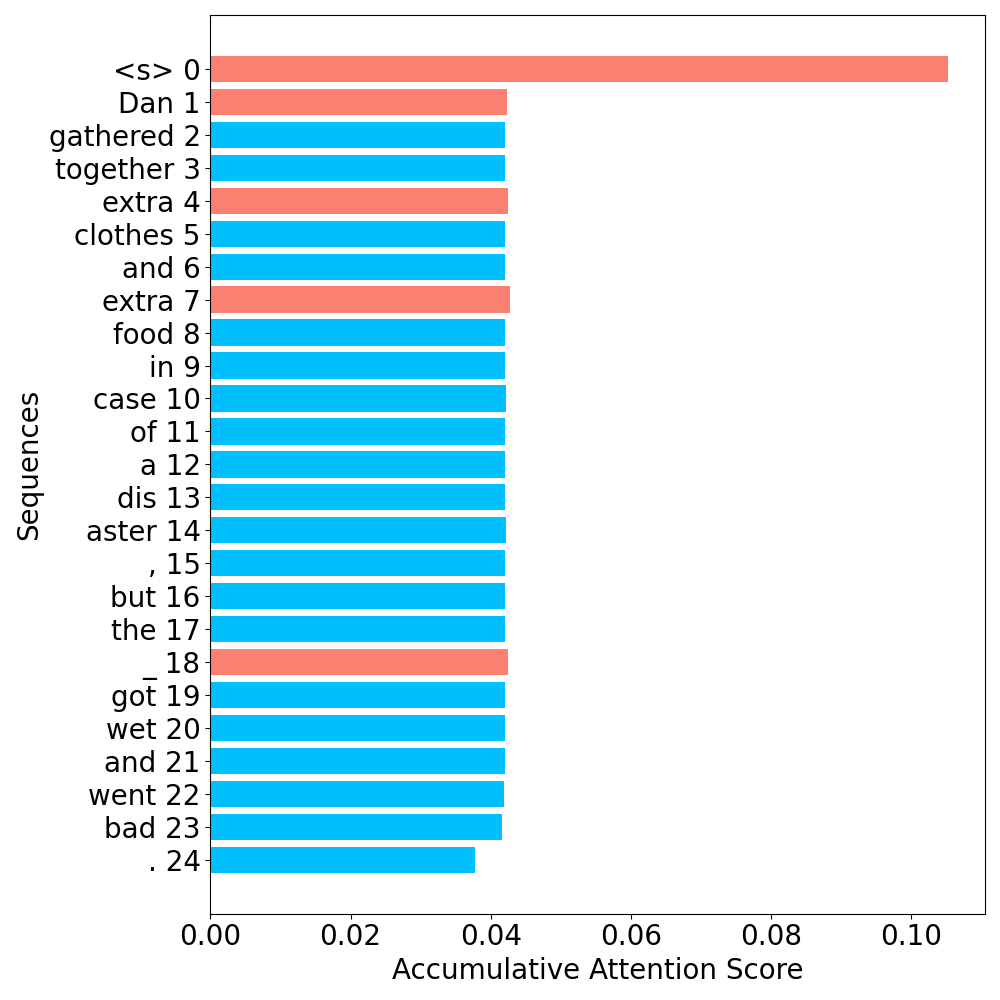 <s> 0
Dan 1
gathered 2
together 3
extra 4
clothes 5
and 6
extra 7
food 8
in 9
case 10
of 11
a 12
dis 13
aster 14
, 15
but 16
the 17
_ 18
got 19
wet 20
and 21
went 22
bad 23
. 24
Sequences
0.00 0.02 0.04 0.06 0.08 0.10
Accumulative Attention Score